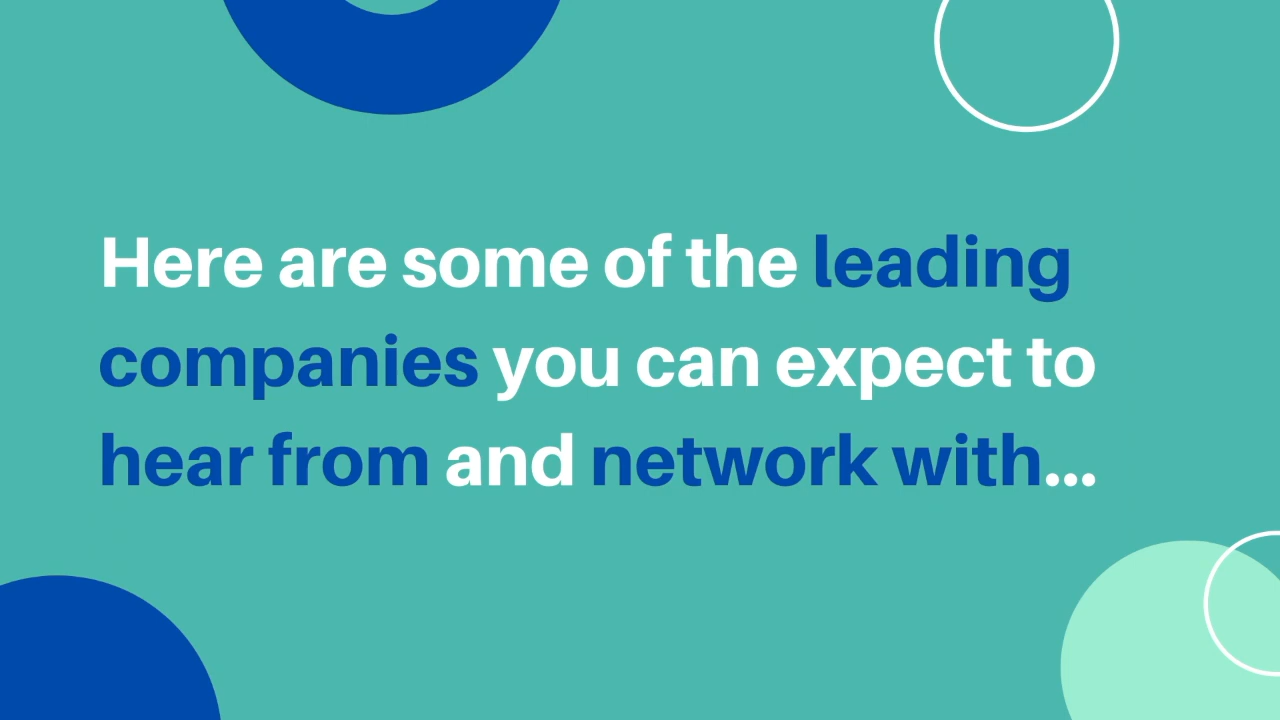 Here are some of the leading
companies you can expect to
hear from and network with...